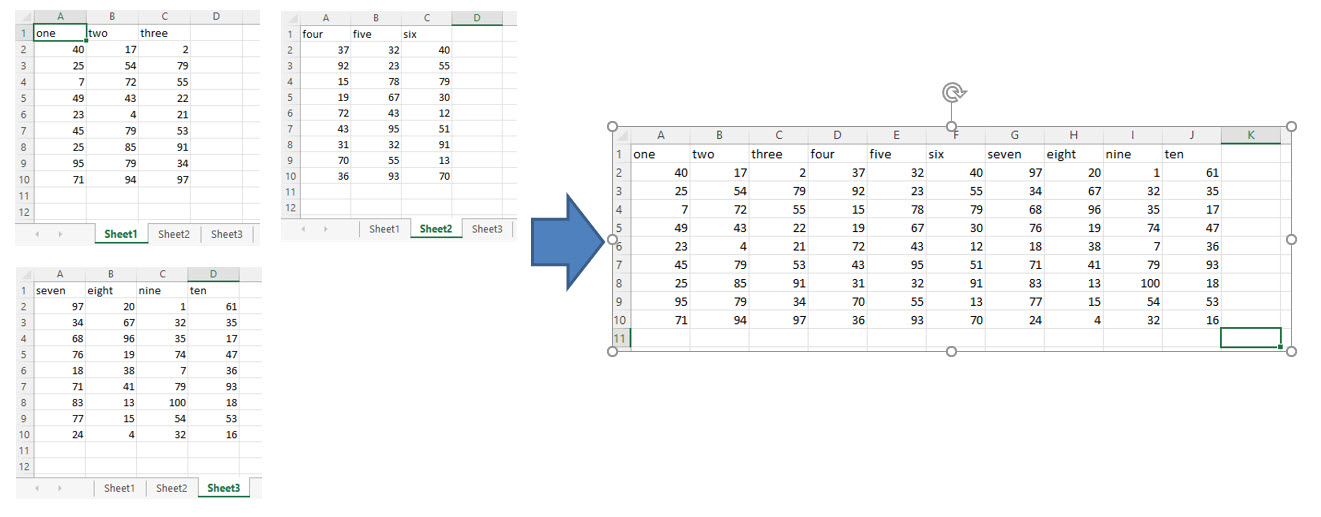 A B C D
1 one two three
2 40 17 2
3 25 54 79
4 7 72 55
5 49 43 22
6 23 4 21
7 45 79 53
8 25 85 91
9 95 79 34
10 71 94 97
11
12
Sheet1 Sheet2 Sheet3
A B C D
1 four five six
2 37 32 40
3 92 23 55
4 15 78 79
5 19 67 30
6 72 43 12
7 43 95 51
8 31 32 91
9 70 55 13
10 36 93 70
11
12
Sheet1 Sheet2 Sheet3
A B C D
1 seven eight nine ten
2 97 20 1 61
3 34 67 32 35
4 68 96 35 17
5 76 19 74 47
6 18 38 7 36
7 71 41 79 93
8 83 13 100 18
9 77 15 54 53
10 24 4 32 16
11
12
Sheet1 Sheet2 Sheet3
A B C D E F G H I J K
1 one two three four five six seven eight nine ten
2 40 17 2 37 32 40 97 20 1 61
3 25 54 79 92 23 55 34 67 32 35
4 7 72 55 15 78 79 68 96 35 17
5 49 43 22 19 67 30 76 19 74 47
6 23 4 21 72 43 12 18 38 7 36
7 45 79 53 43 95 51 71 41 79 93
8 25 85 91 31 32 91 83 13 100 18
9 95 79 34 70 55 13 77 15 54 53
10 71 94 97 36 93 70 24 4 32 16
11